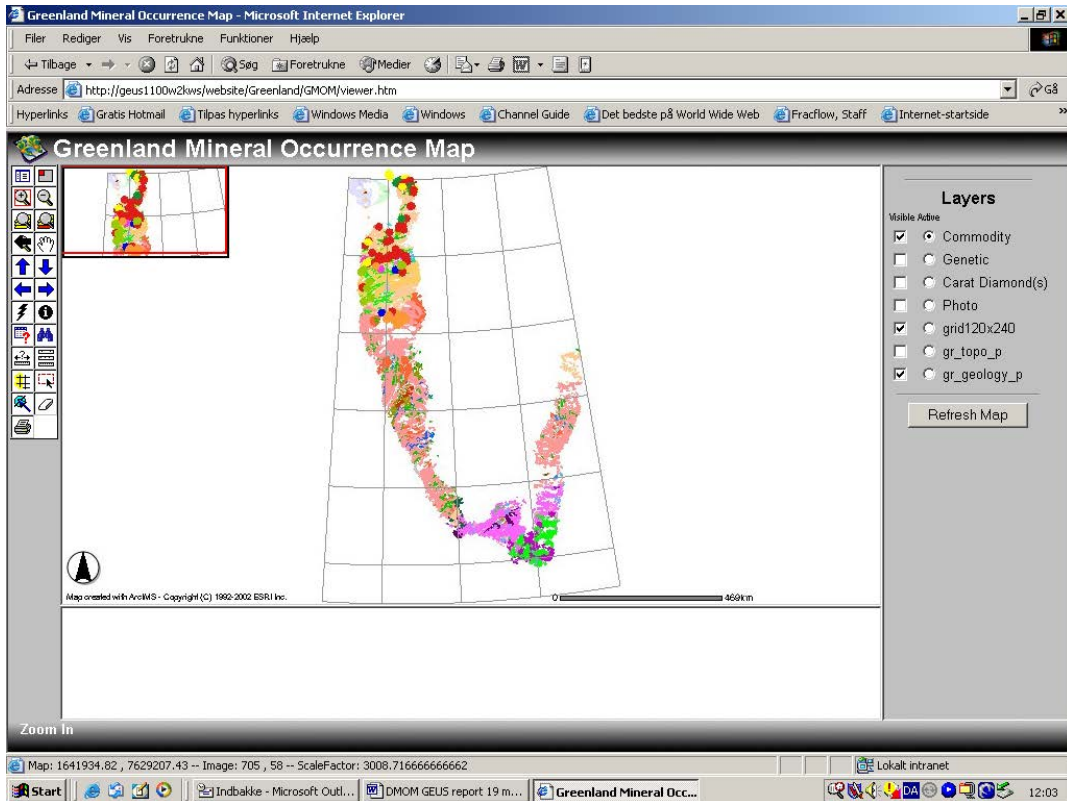 Greenland Mineral Occurrence Map - Microsoft Internet Explorer
Filer Rediger Vis Foretrukne Funktioner Hjælp
Tilbage Søg Foretrukne Medier
Adresse http://geus1100w2kws/website/Greenland/GMOM/viewer.htm Gå
Hyperlinks Gratis Hotmail Tilpas hyperlinks Windows Media Windows Channel Guide Det bedste på World Wide Web Fracflow, Staff Internet-startside »
Greenland Mineral Occurrence Map
Layers
Visible Active
Commodity
Genetic
Carat Diamond(s)
Photo
grid120x240
gr_topo_p
gr_geology_p
Refresh Map
Map created with ArcIMS - Copyright (C) 1992-2002 ESRI Inc.
0 469km
Zoom In
Map: 1641934.82 , 7629207.43 -- Image: 705 , 58 -- ScaleFactor: 3008.716666666662
Lokalt intranet
Start Indbakke - Microsoft Outl... DMOM GEUS report 19 m... Greenland Mineral Occ... DA 12:03